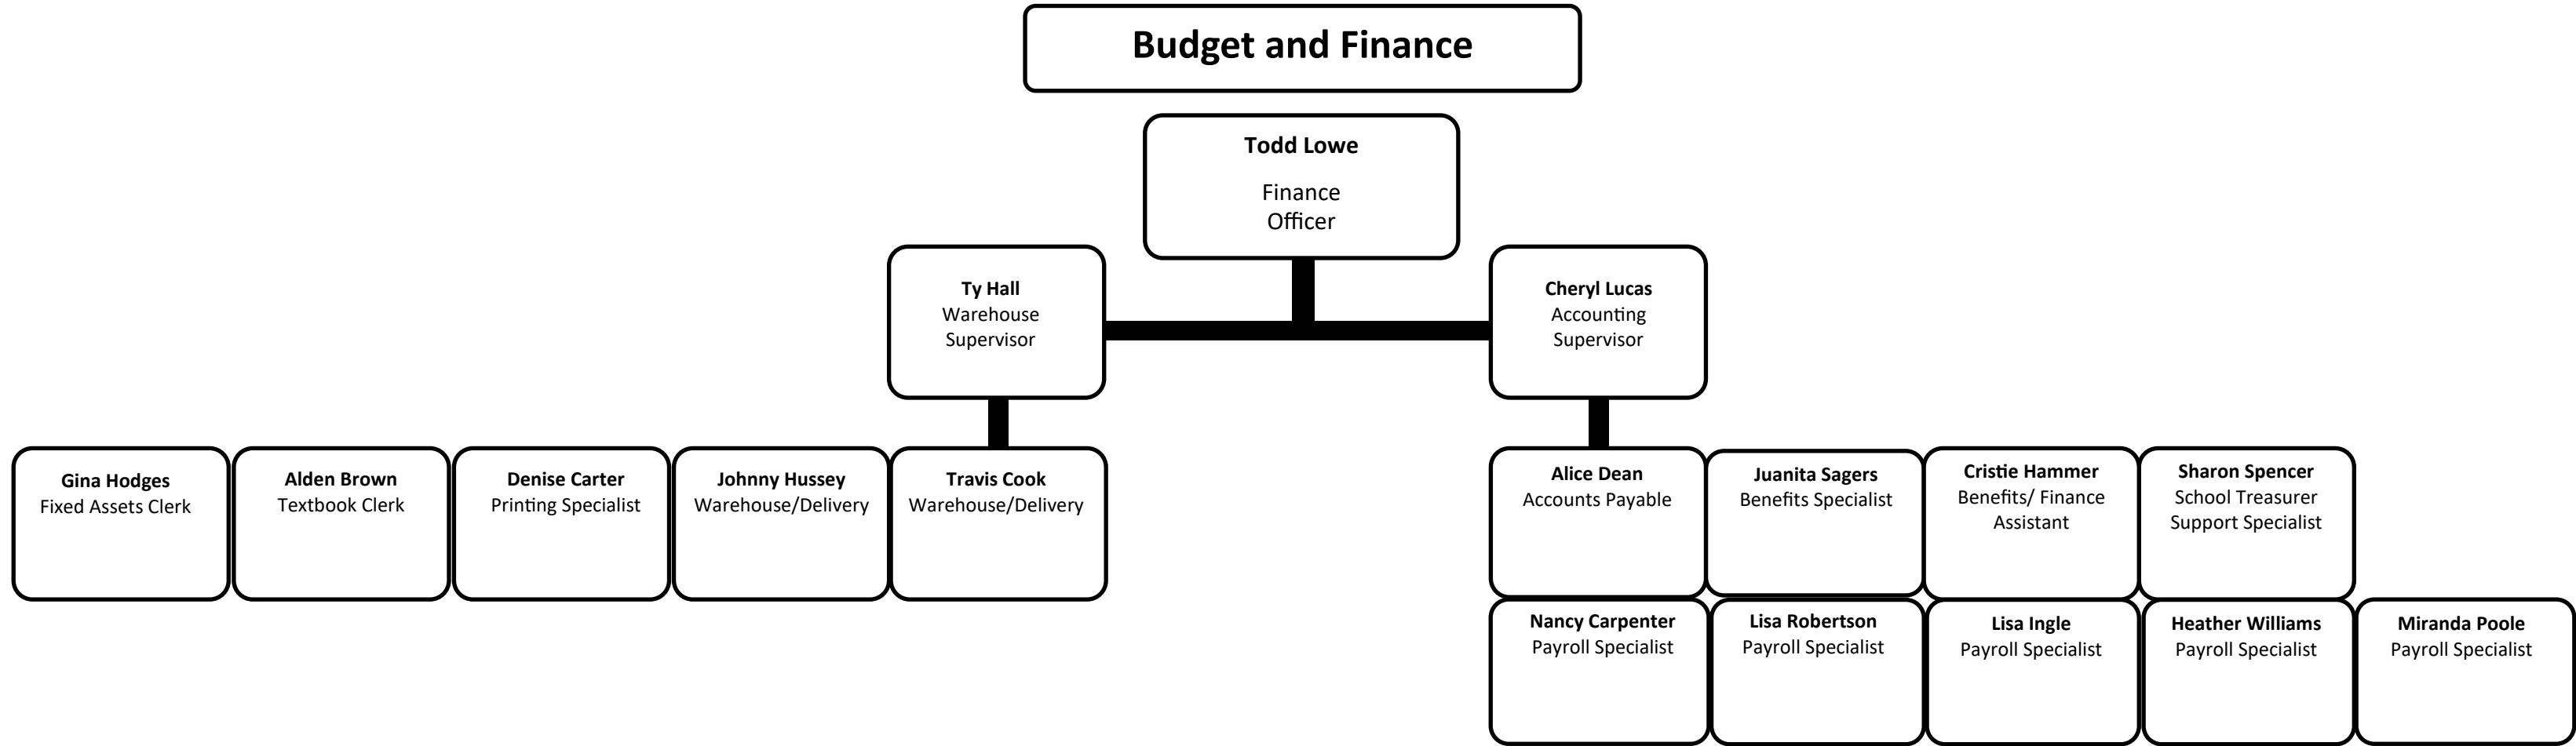 Budget and Finance
Todd Lowe
Finance
Officer
Ty Hall
Warehouse
Supervisor
Cheryl Lucas
Accounting
Supervisor
Gina Hodges
Fixed Assets Clerk
Alden Brown
Textbook Clerk
Denise Carter
Printing Specialist
Johnny Hussey
Warehouse/Delivery
Travis Cook
Warehouse/Delivery
Alice Dean
Accounts Payable
Juanita Sagers
Benefits Specialist
Cristie Hammer
Benefits/ Finance
Assistant
Sharon Spencer
School Treasurer
Support Specialist
Nancy Carpenter
Payroll Specialist
Lisa Robertson
Payroll Specialist
Lisa Ingle
Payroll Specialist
Heather Williams
Payroll Specialist
Miranda Poole
Payroll Specialist